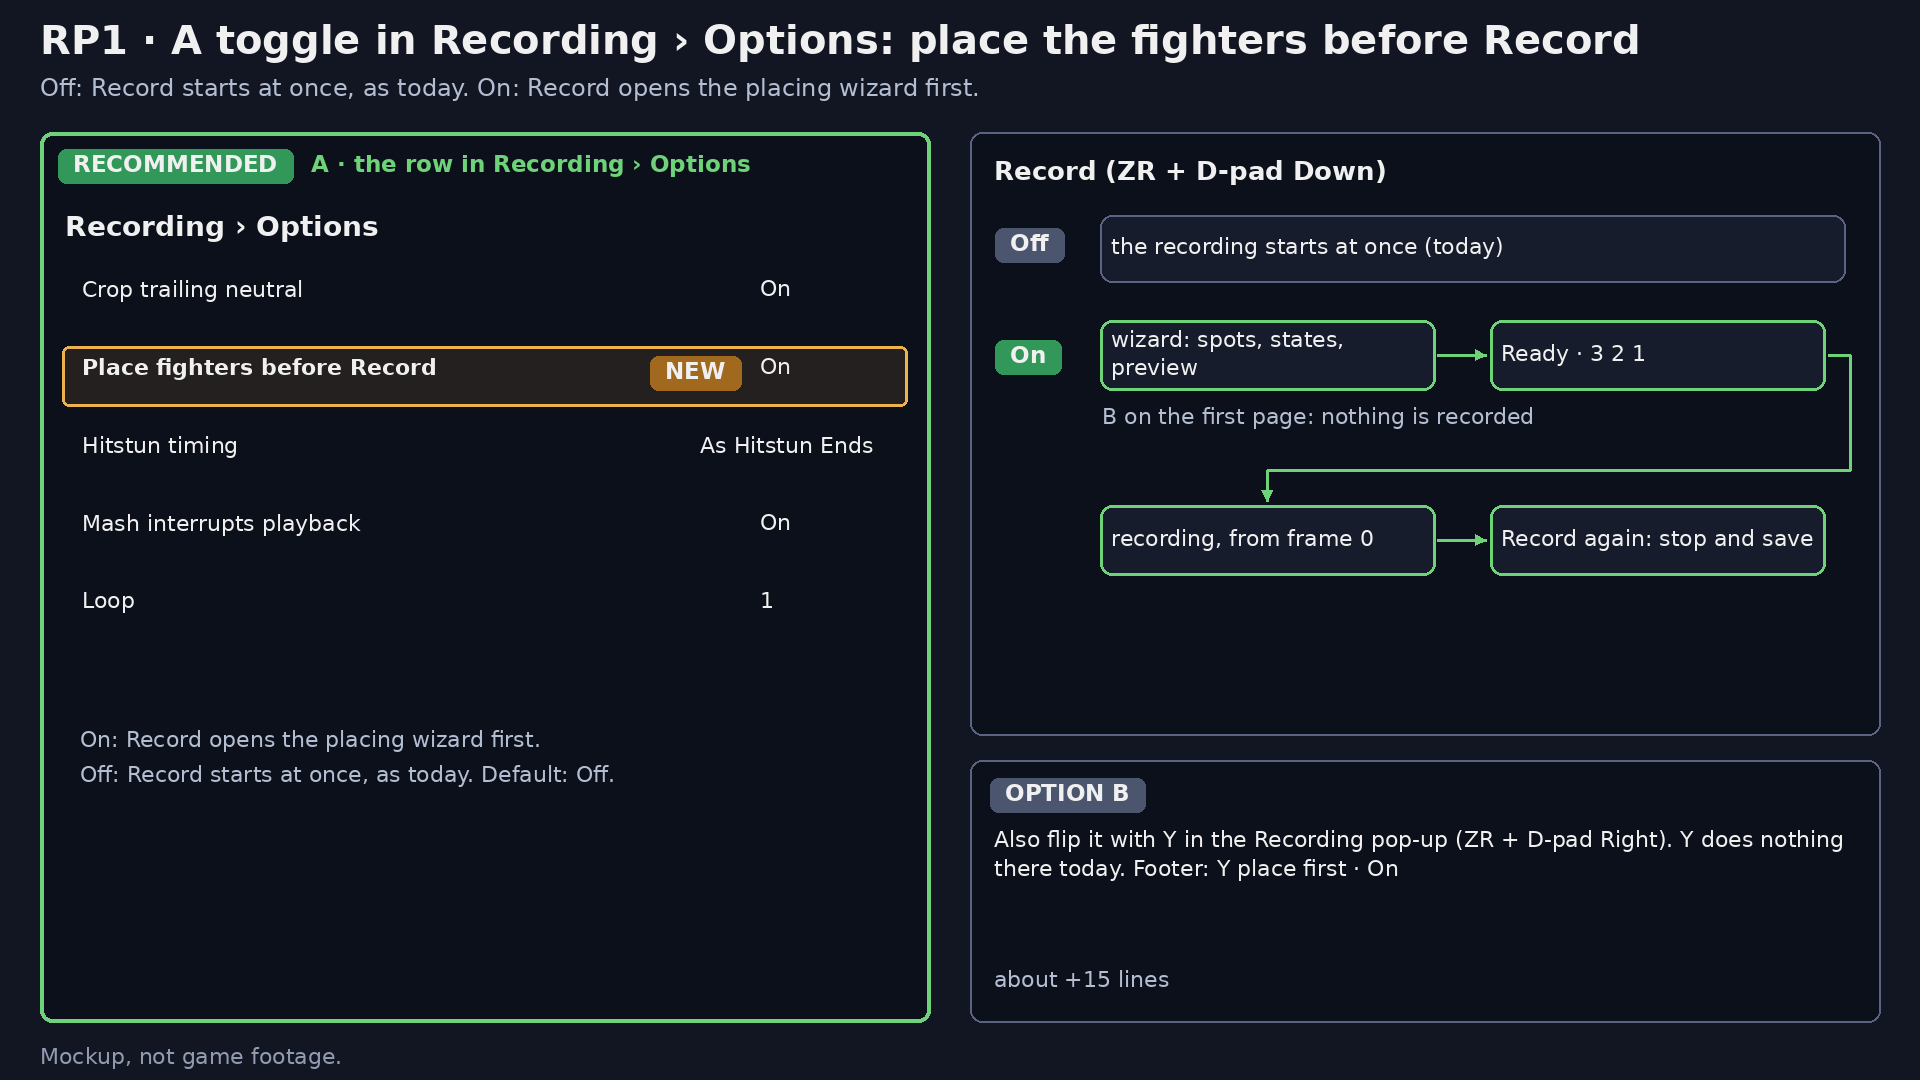 RP1 · A toggle in Recording › Options: place the fighters before Record
Off: Record starts at once, as today. On: Record opens the placing wizard first.
RECOMMENDED
A · the row in Recording › Options
Recording › Options
Crop trailing neutral
On
Place fighters before Record
NEW
On
Hitstun timing
As Hitstun Ends
Mash interrupts playback
On
Loop
1
On: Record opens the placing wizard first.
Off: Record starts at once, as today. Default: Off.
Record (ZR + D-pad Down)
Off
the recording starts at once (today)
On
wizard: spots, states,
preview
Ready · 3 2 1
B on the first page: nothing is recorded
recording, from frame 0
Record again: stop and save
OPTION B
Also flip it with Y in the Recording pop-up (ZR + D-pad Right). Y does nothing
there today. Footer: Y place first · On
about +15 lines
Mockup, not game footage.